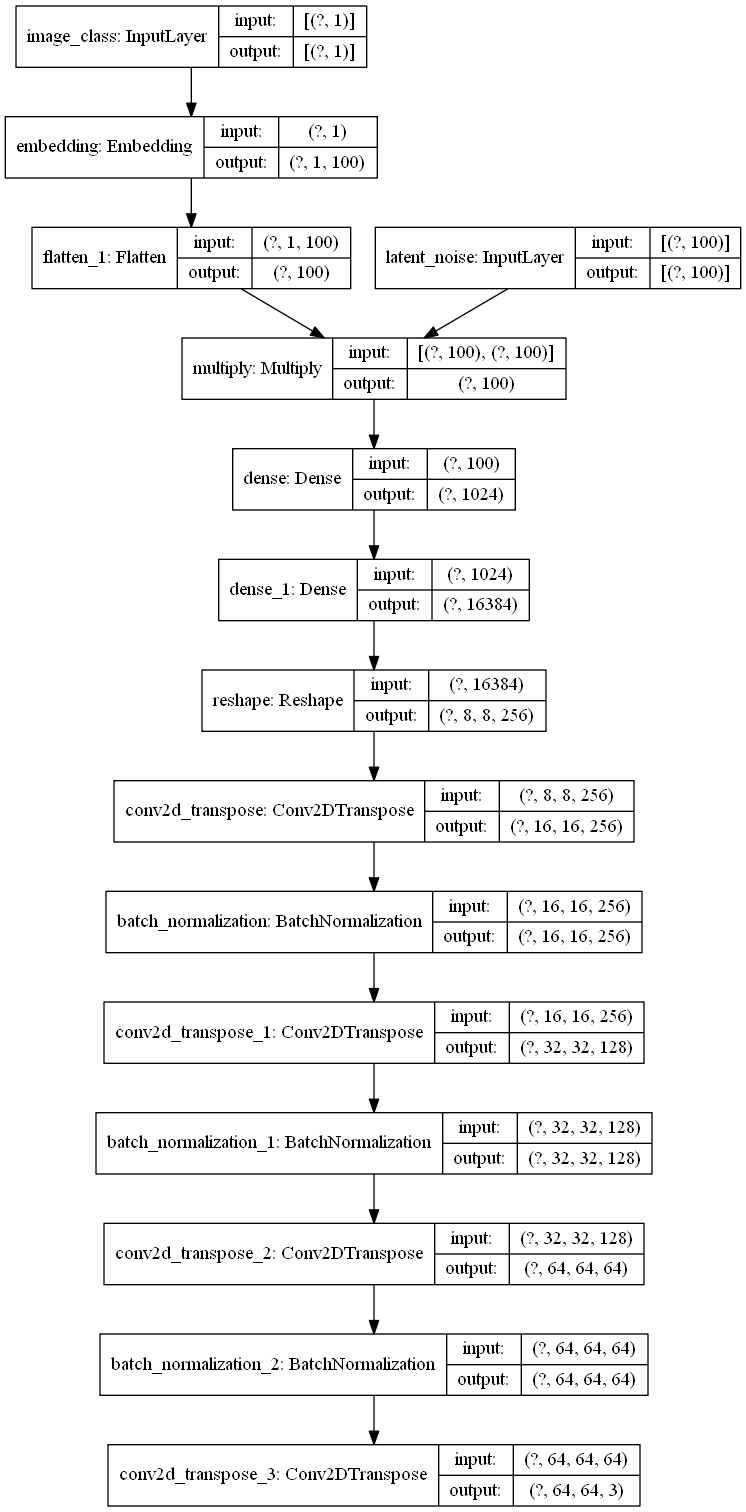 image_class: InputLayer
input: [(?, 1)]
output: [(?, 1)]
embedding: Embedding
input: (?, 1)
output: (?, 1, 100)
flatten_1: Flatten
input: (?, 1, 100)
output: (?, 100)
latent_noise: InputLayer
input: [(?, 100)]
output: [(?, 100)]
multiply: Multiply
input: [(?, 100), (?, 100)]
output: (?, 100)
dense: Dense
input: (?, 100)
output: (?, 1024)
dense_1: Dense
input: (?, 1024)
output: (?, 16384)
reshape: Reshape
input: (?, 16384)
output: (?, 8, 8, 256)
conv2d_transpose: Conv2DTranspose
input: (?, 8, 8, 256)
output: (?, 16, 16, 256)
batch_normalization: BatchNormalization
input: (?, 16, 16, 256)
output: (?, 16, 16, 256)
conv2d_transpose_1: Conv2DTranspose
input: (?, 16, 16, 256)
output: (?, 32, 32, 128)
batch_normalization_1: BatchNormalization
input: (?, 32, 32, 128)
output: (?, 32, 32, 128)
conv2d_transpose_2: Conv2DTranspose
input: (?, 32, 32, 128)
output: (?, 64, 64, 64)
batch_normalization_2: BatchNormalization
input: (?, 64, 64, 64)
output: (?, 64, 64, 64)
conv2d_transpose_3: Conv2DTranspose
input: (?, 64, 64, 64)
output: (?, 64, 64, 3)